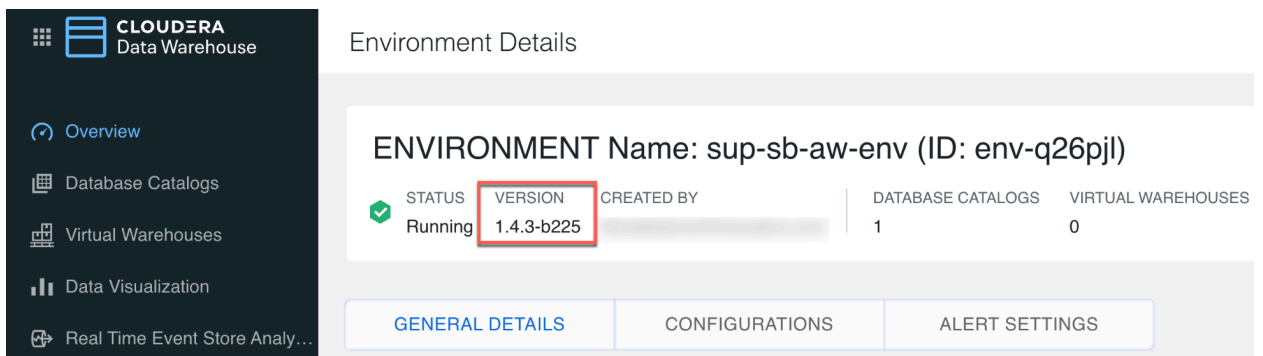 CLOUDERA
Data Warehouse
Overview
Database Catalogs
Virtual Warehouses
Data Visualization
Real Time Event Store Analy...
Environment Details
ENVIRONMENT Name: sup-sb-aw-env (ID: env-q26pjl)
STATUS VERSION CREATED BY DATABASE CATALOGS VIRTUAL WAREHOUSES
Running 1.4.3-b225 1 0
GENERAL DETAILS CONFIGURATIONS ALERT SETTINGS